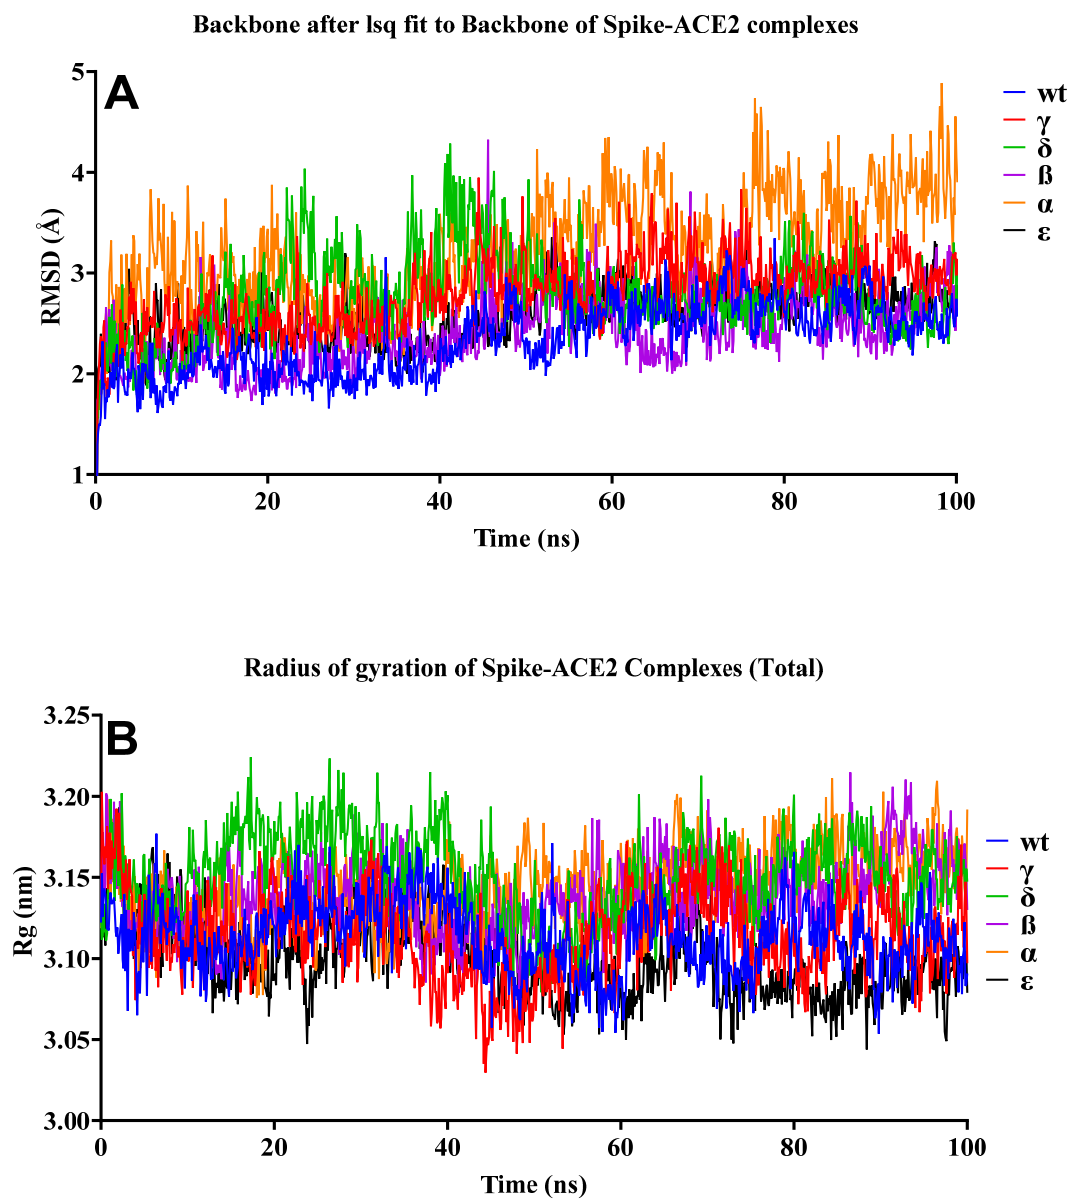 Backbone after lsq fit to Backbone of Spike-ACE2 complexes
A
5
4
3
2
1
RMSD (Å)
0 20 40 60 80 100
Time (ns)
wt
γ
δ
ß
α
ε
Radius of gyration of Spike-ACE2 Complexes (Total)
B
3.25
3.20
3.15
3.10
3.05
3.00
Rg (nm)
0 20 40 60 80 100
Time (ns)
wt
γ
δ
ß
α
ε